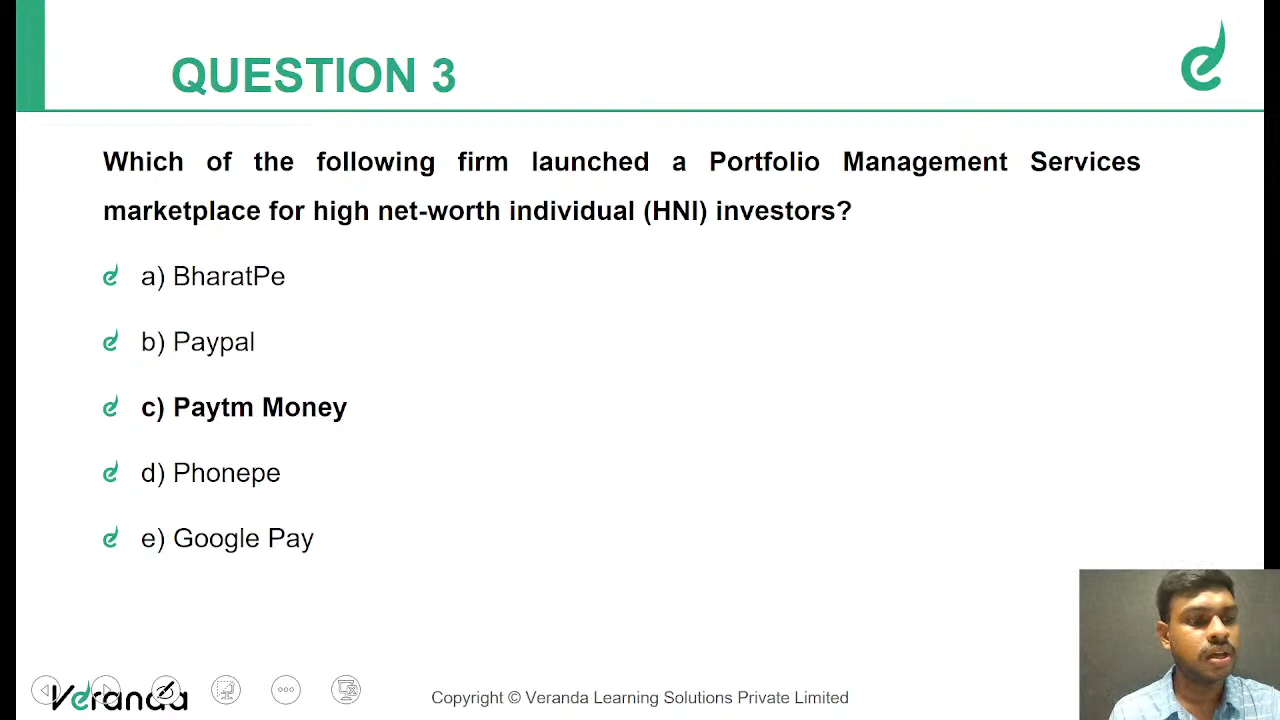 QUESTION 3
Which of the following firm launched a Portfolio Management Services
marketplace for high net-worth individual (HNI) investors?
a) BharatPe
b) Paypal
c) Paytm Money
d) Phonepe
e) Google Pay
Veranda
Copyright © Veranda Learning Solutions Private Limited